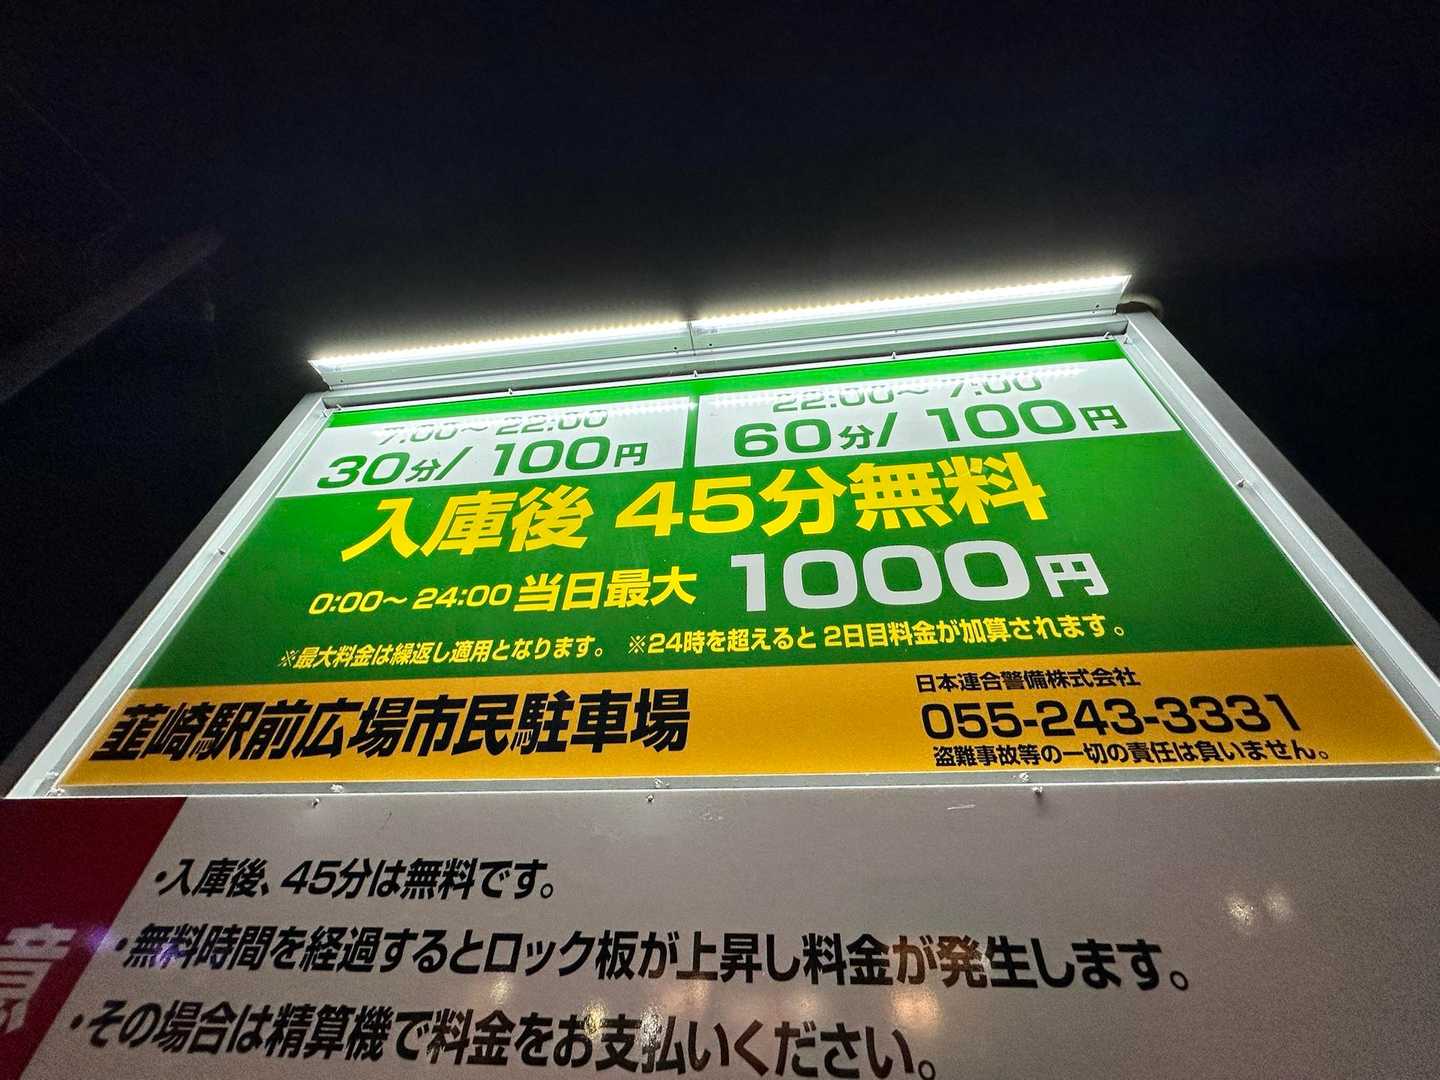 7:00～22:00
30分/100円
22:00～7:00
60分/100円
入庫後 45分無料
0:00～24:00 当日最大 1000円
※最大料金は繰返し適用となります。 ※24時を超えると2日目料金が加算されます。
韮崎駅前広場市民駐車場
日本連合警備株式会社
055-243-3331
盗難事故等の一切の責任は負いません。
・入庫後、45分は無料です。
・無料時間を経過するとロック板が上昇し料金が発生します。
・その場合は精算機で料金をお支払いください。